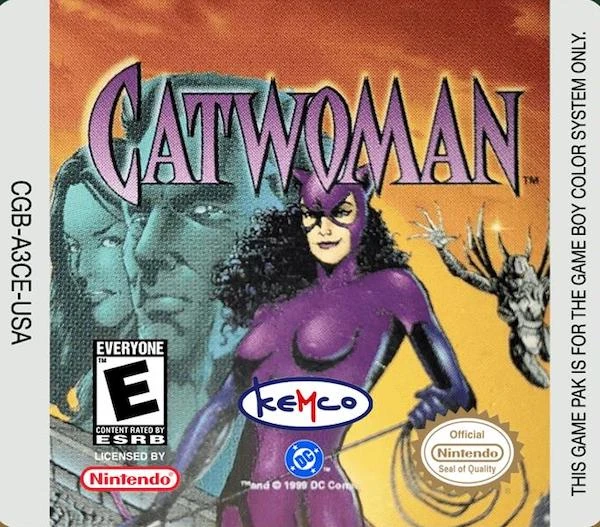 CATWOMAN
TM
CGB-A3CE-USA
THIS GAME PAK IS FOR THE GAME BOY COLOR SYSTEM ONLY.
EVERYONE
TM
E
CONTENT RATED BY
ESRB
LICENSED BY
Nintendo
KEMCO
DC
TM and © 1999 DC Com
Official
Nintendo
Seal of Quality